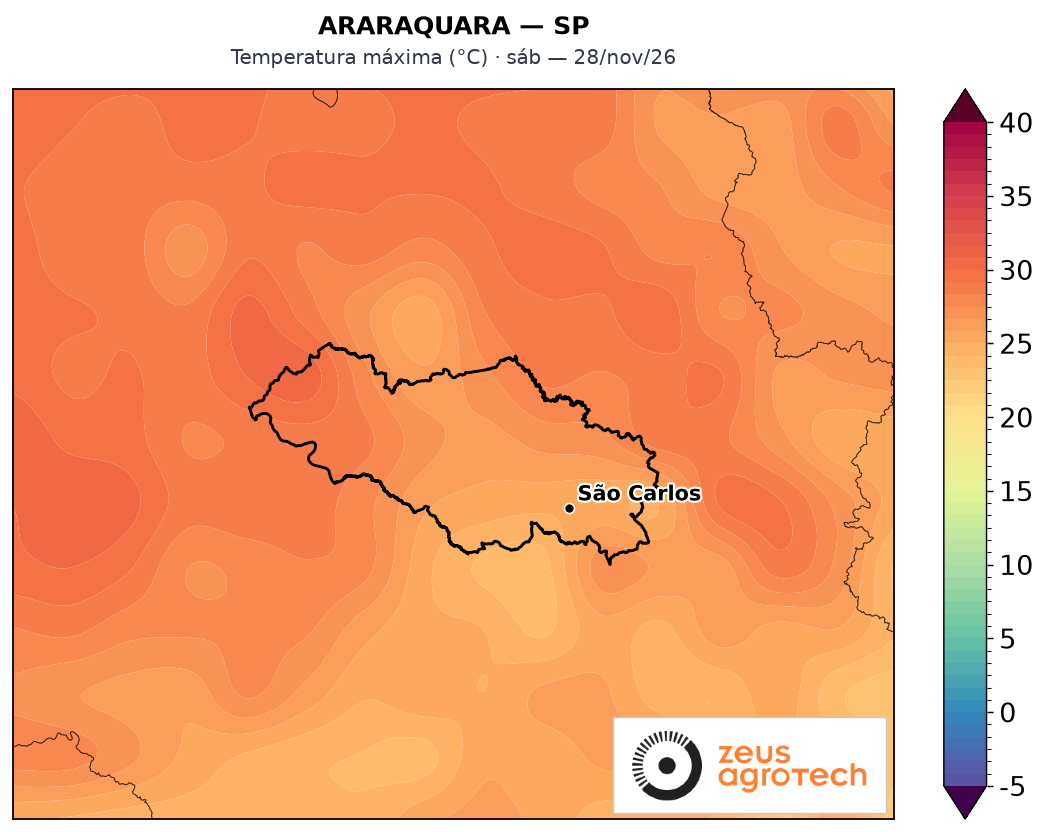 ARARAQUARA — SP
Temperatura máxima (°C) · sáb — 28/nov/26
40
35
30
25
20
15
10
5
0
-5
São Carlos
zeus
agrotech